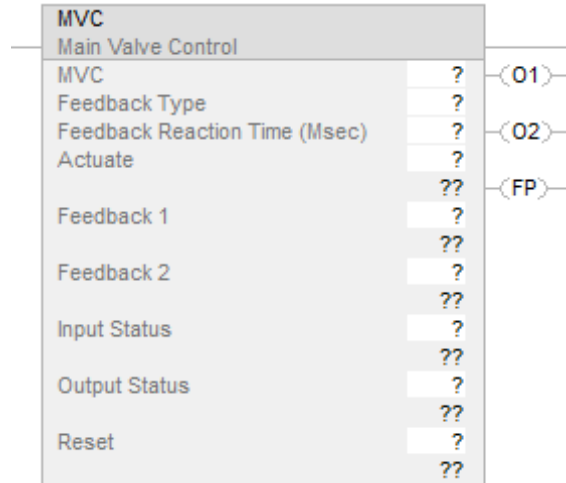 MVC
Main Valve Control
MVC ? (O1)
Feedback Type ?
Feedback Reaction Time (Msec) ? (O2)
Actuate ?
?? (FP)
Feedback 1 ?
??
Feedback 2 ?
??
Input Status ?
??
Output Status ?
??
Reset ?
??